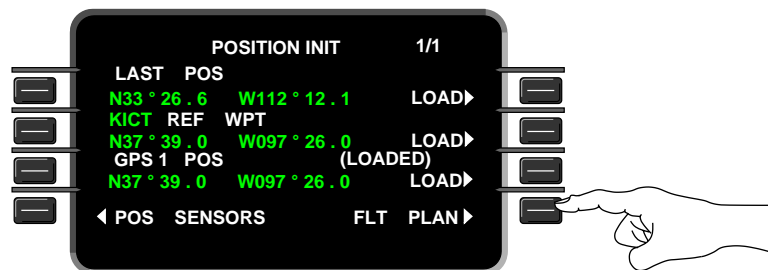 POSITION INIT 1/1
LAST POS
N33 ° 26 . 6 W112 ° 12 . 1 LOAD
KICT REF WPT
N37 ° 39 . 0 W097 ° 26 . 0 LOAD
GPS 1 POS (LOADED)
N37 ° 39 . 0 W097 ° 26 . 0 LOAD
POS SENSORS FLT PLAN